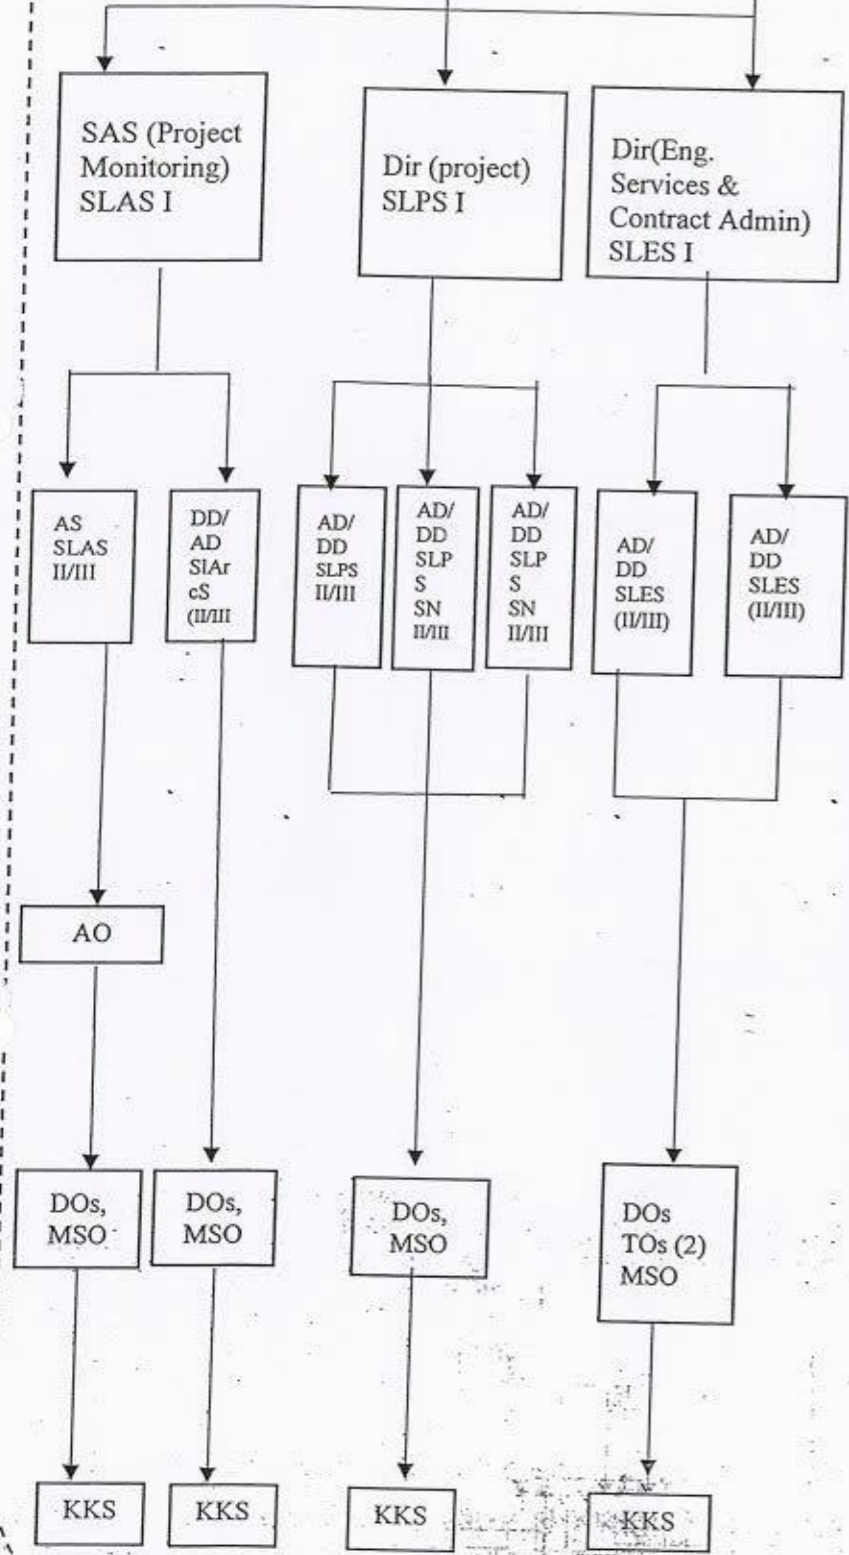 SAS (Project
Monitoring)
SLAS I
Dir (project)
SLPS I
Dir(Eng.
Services &
Contract Admin)
SLES I
AS
SLAS
II/III
DD/
AD
SlAr
cS
(II/III
AD/
DD
SLPS
II/III
AD/
DD
SLP
S
SN
II/III
AD/
DD
SLP
S
SN
II/III
AD/
DD
SLES
(II/III)
AD/
DD
SLES
(II/III)
AO
DOs,
MSO
DOs,
MSO
DOs,
MSO
DOs
TOs (2)
MSO
KKS
KKS
KKS
KKS